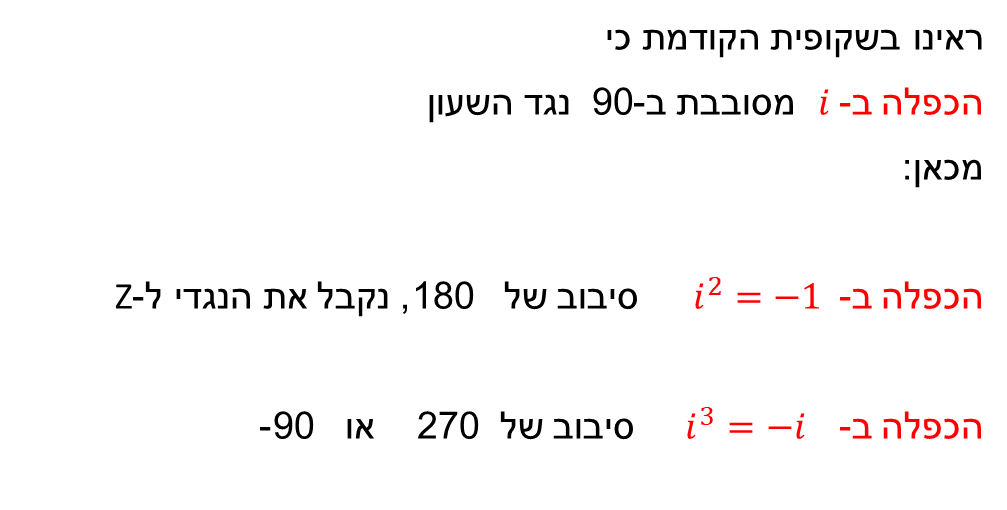 ראינו בשקופית הקודמת כי
הכפלה ב- i מסובבת ב-90 נגד השעון
מכאן:
הכפלה ב- i² = −1 סיבוב של 180, נקבל את הנגדי ל-Z
הכפלה ב- i³ = −i סיבוב של 270 או 90-